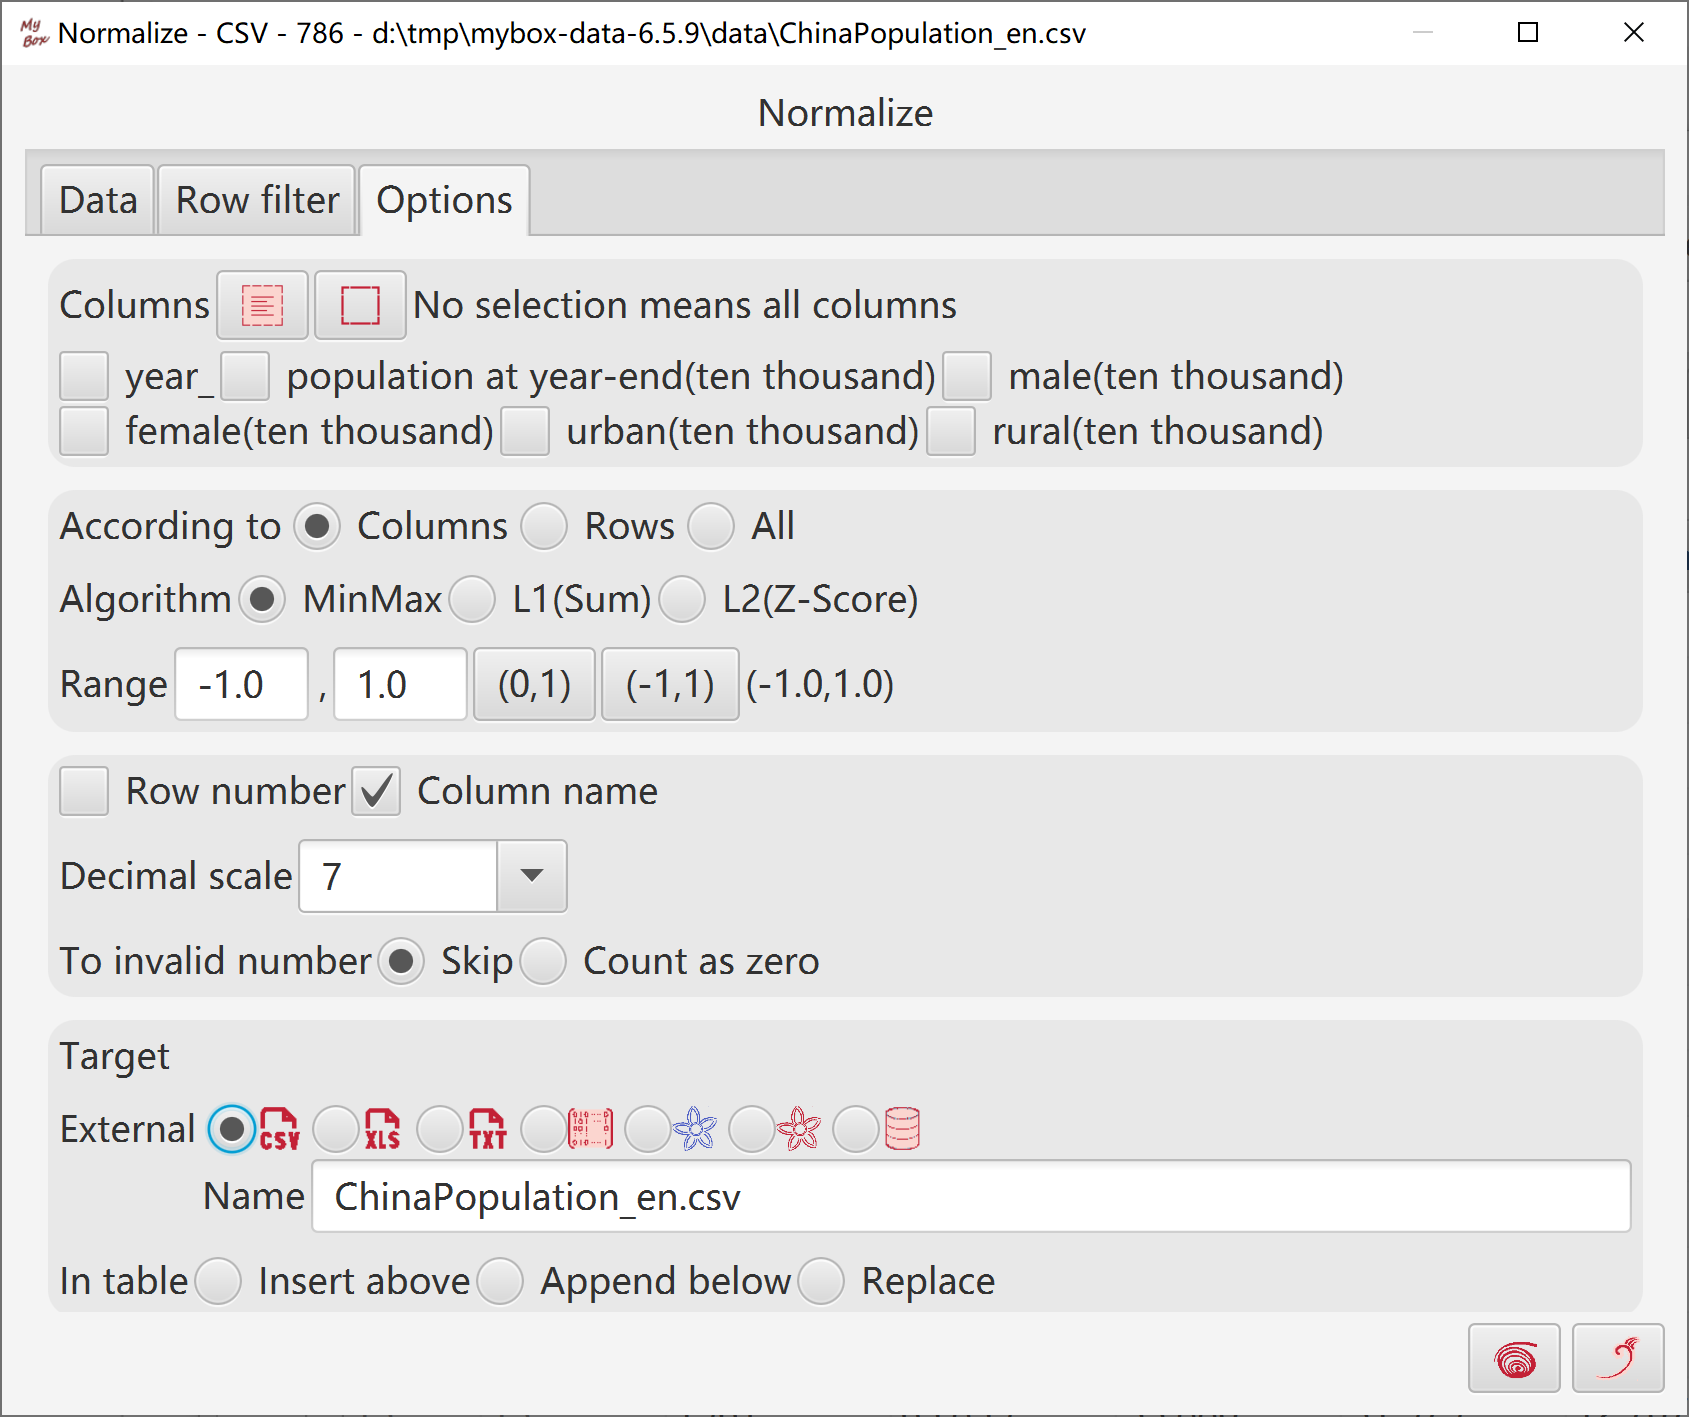 My Box Normalize - CSV - 786 - d:\tmp\mybox-data-6.5.9\data\ChinaPopulation_en.csv
Normalize
Data Row filter Options
Columns No selection means all columns
year_ population at year-end(ten thousand) male(ten thousand)
female(ten thousand) urban(ten thousand) rural(ten thousand)
According to Columns Rows All
Algorithm MinMax L1(Sum) L2(Z-Score)
Range -1.0 , 1.0 (0,1) (-1,1) (-1.0,1.0)
Row number Column name
Decimal scale 7
To invalid number Skip Count as zero
Target
External CSV XLS TXT
Name ChinaPopulation_en.csv
In table Insert above Append below Replace